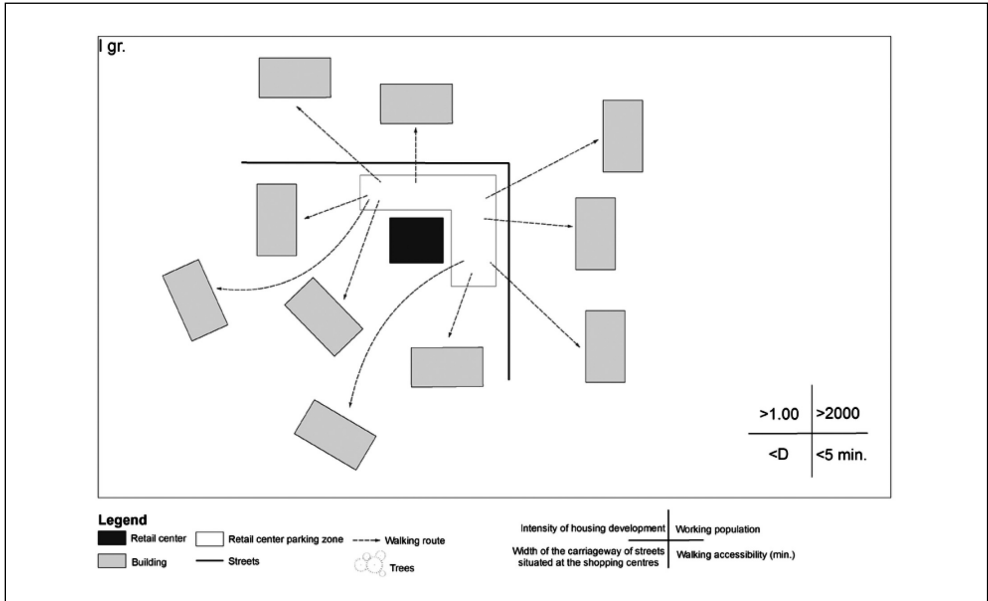 I gr.
>1.00 >2000
<D <5 min.
Legend
Retail center Retail center parking zone Walking route
Building Streets Trees
Intensity of housing development Working population
Width of the carriageway of streets
situated at the shopping centres Walking accessibility (min.)